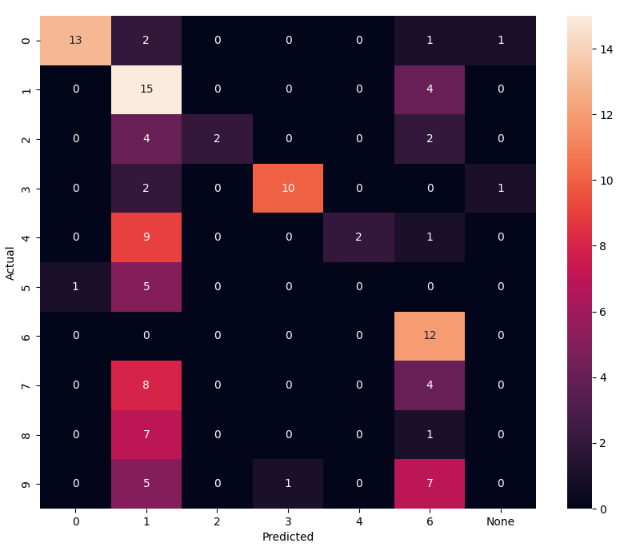 0 13 2 0 0 0 1 1
1 0 15 0 0 0 4 0
2 0 4 2 0 0 2 0
3 0 2 0 10 0 0 1
4 0 9 0 0 2 1 0
5 1 5 0 0 0 0 0
6 0 0 0 0 0 12 0
7 0 8 0 0 0 4 0
8 0 7 0 0 0 1 0
9 0 5 0 1 0 7 0
Actual
0 1 2 3 4 6 None
Predicted
14
12
10
8
6
4
2
0